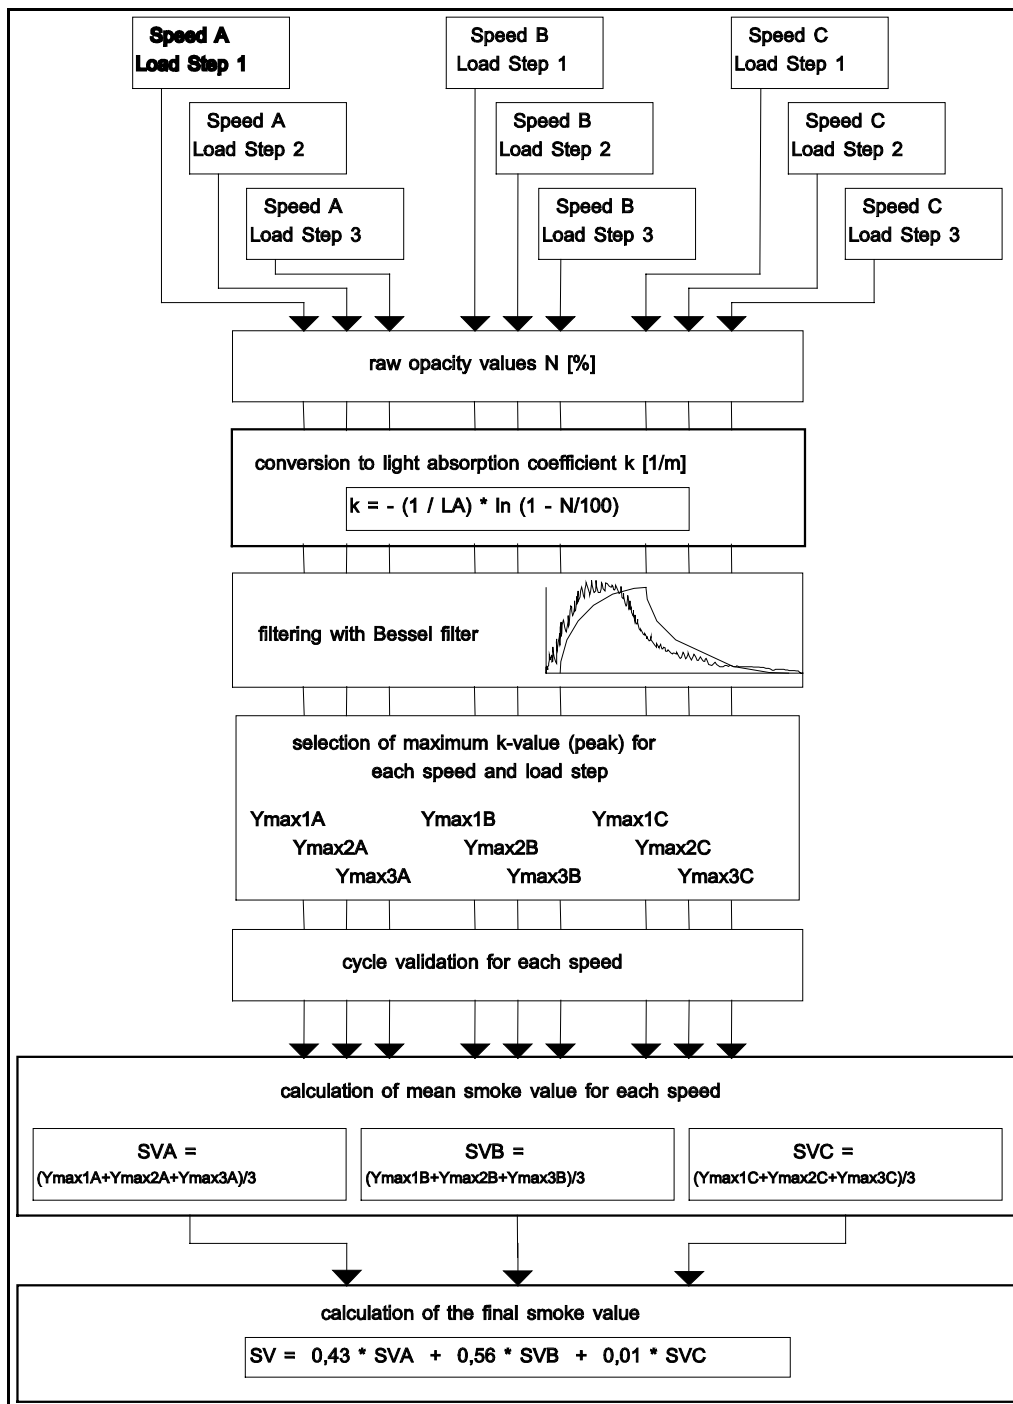 Speed A
Load Step 1
Speed B
Load Step 1
Speed C
Load Step 1
Speed A
Load Step 2
Speed B
Load Step 2
Speed C
Load Step 2
Speed A
Load Step 3
Speed B
Load Step 3
Speed C
Load Step 3
raw opacity values N [%]
conversion to light absorption coefficient k [1/m]
k = - (1 / LA) * ln (1 - N/100)
filtering with Bessel filter
selection of maximum k-value (peak) for
each speed and load step
Ymax1A Ymax1B Ymax1C
Ymax2A Ymax2B Ymax2C
Ymax3A Ymax3B Ymax3C
cycle validation for each speed
calculation of mean smoke value for each speed
SVA =
(Ymax1A+Ymax2A+Ymax3A)/3
SVB =
(Ymax1B+Ymax2B+Ymax3B)/3
SVC =
(Ymax1C+Ymax2C+Ymax3C)/3
calculation of the final smoke value
SV = 0,43 * SVA + 0,56 * SVB + 0,01 * SVC